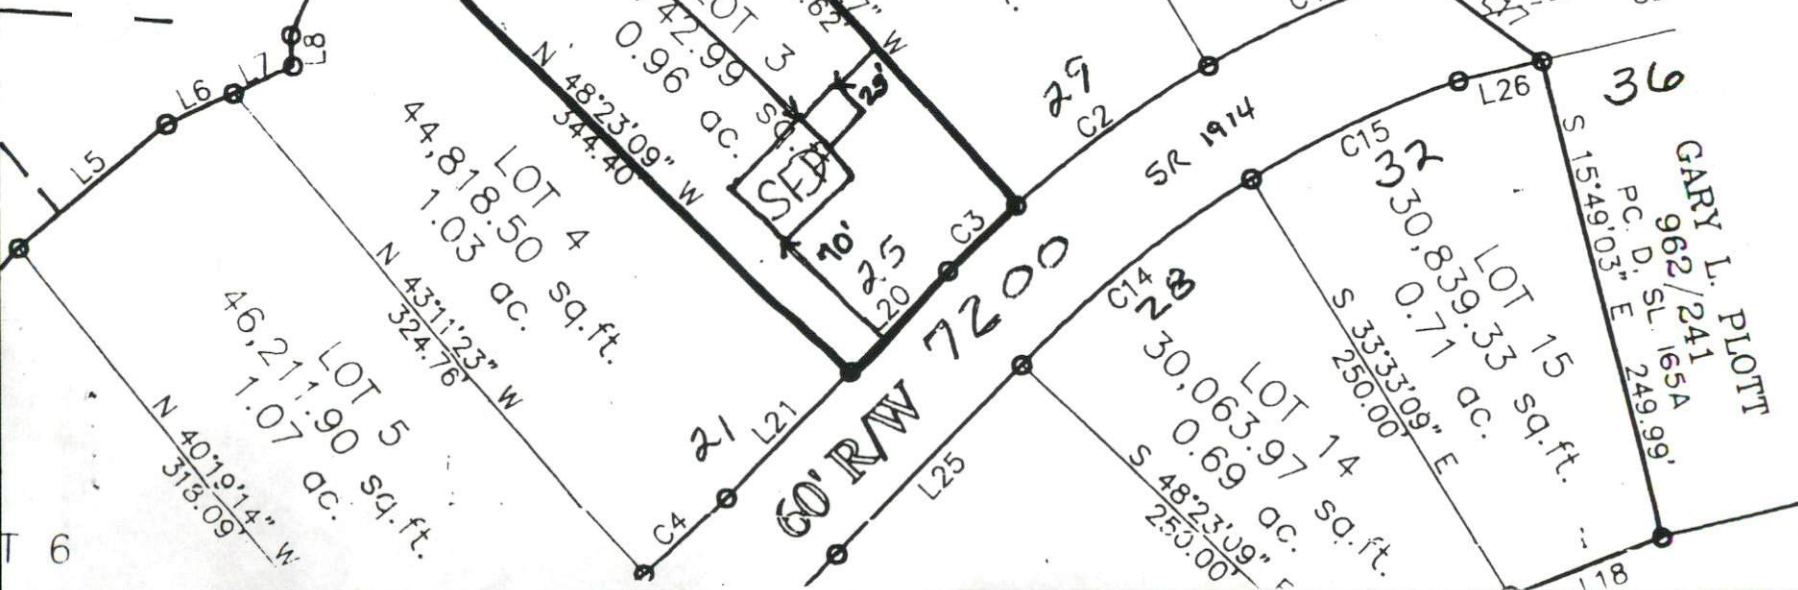 L8
L7
L6
L5
N 48°23'09" W
344.40'
LOT 3
42.99 sq.
0.96 ac.
W
29'
SFD
70'
25
L20
C3
LOT 4
44,818.50 sq.ft.
1.03 ac.
N 43°11'23" W
324.76'
LOT 5
46,211.90 sq.ft.
1.07 ac.
N 40°19'14" W
313.09'
T 6
21
L21
C4
60' R/W
7200
SR 1914
29
C2
C14
28
L25
LOT 14
30,063.97 sq.ft.
0.69 ac.
S 48°23'09" E
250.00'
C15
32
LOT 15
30,839.33 sq.ft.
0.71 ac.
S 33°33'09" E
250.00'
L26
36
S 15°49'03" E 249.99'
GARY L. PLOTT
962/241
PC. D. SL. 165A
L18